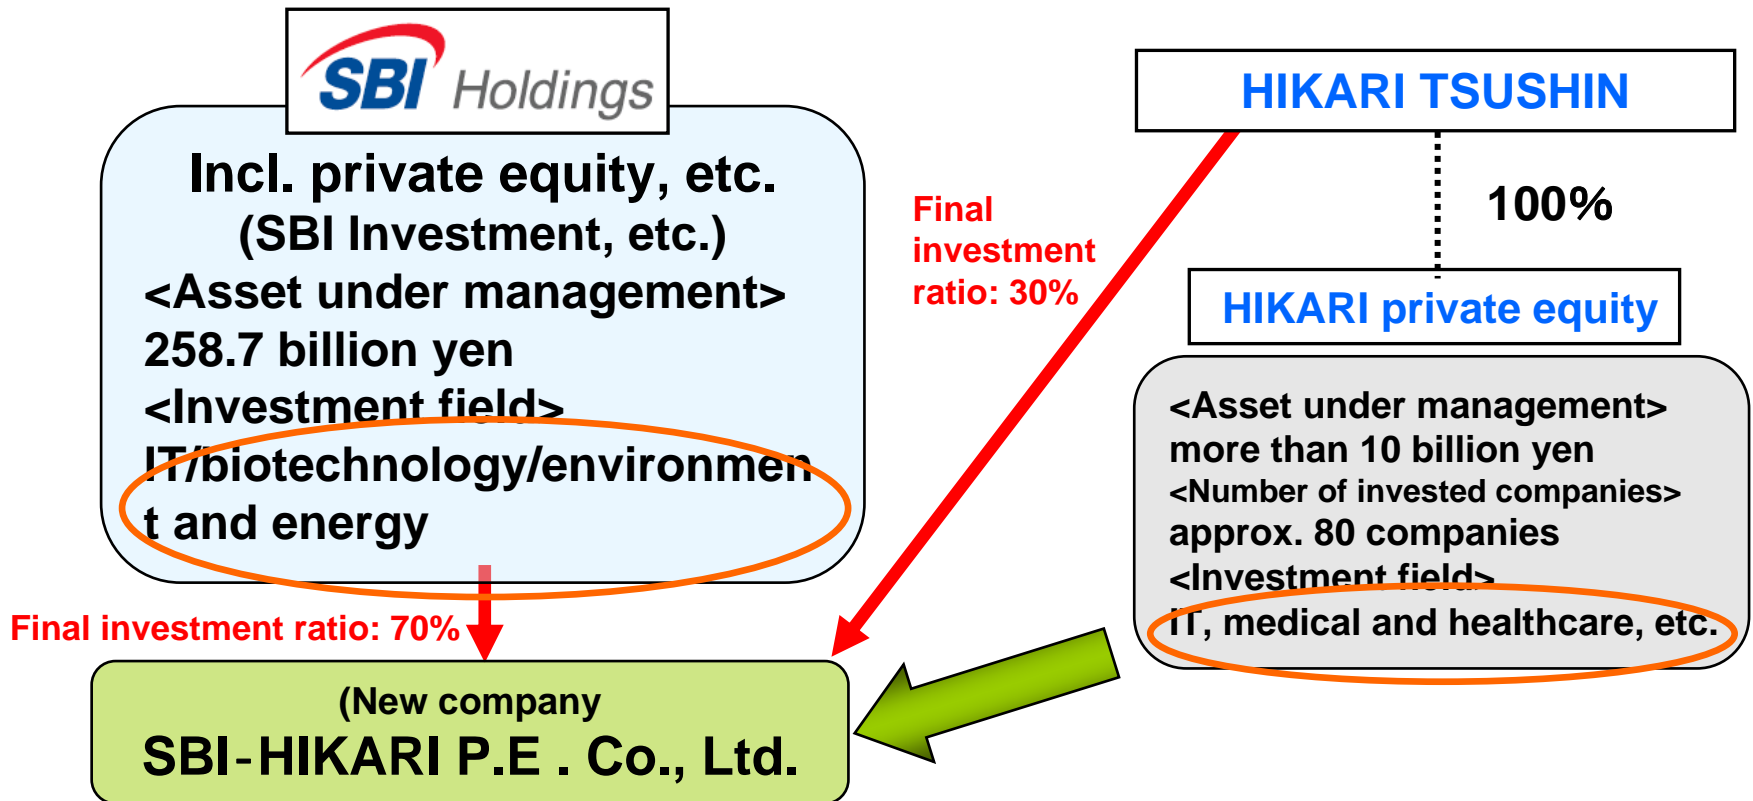 SBI Holdings
Incl. private equity, etc.
(SBI Investment, etc.)
<Asset under management>
258.7 billion yen
<Investment field>
IT/biotechnology/environmen
t and energy
Final investment ratio: 70%
HIKARI TSUSHIN
100%
Final
investment
ratio: 30%
HIKARI private equity
<Asset under management>
more than 10 billion yen
<Number of invested companies>
approx. 80 companies
<Investment field>
IT, medical and healthcare, etc.
(New company
SBI-HIKARI P.E . Co., Ltd.